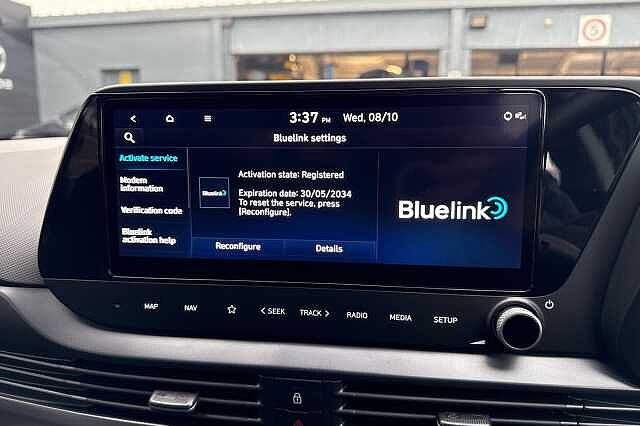 3:37 PM Wed, 08/10
Bluelink settings
Activate service
Modem
information
Verification code
Bluelink
activation help
Bluelink
Activation state: Registered
Expiration date: 30/05/2034
To reset the service, press
[Reconfigure].
Reconfigure Details
Bluelink
MAP NAV < SEEK TRACK > RADIO MEDIA SETUP
5